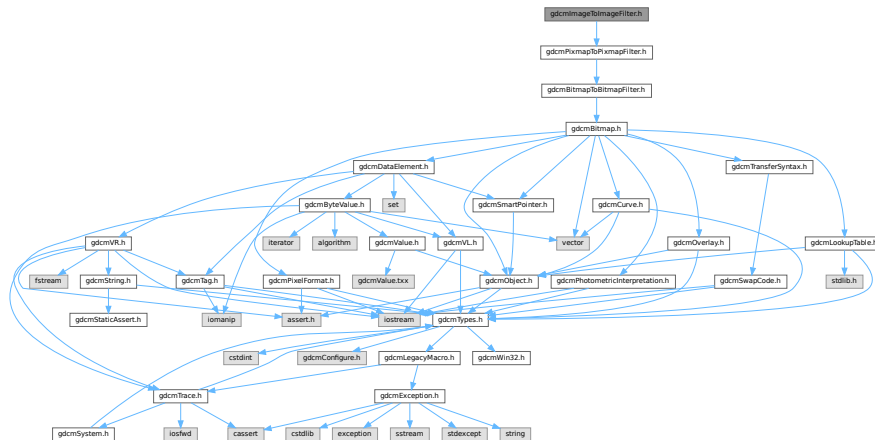 gdcmImageToImageFilter.h
gdcmPixmapToPixmapFilter.h
gdcmBitmapToBitmapFilter.h
gdcmBitmap.h
gdcmDataElement.h
gdcmTransferSyntax.h
gdcmByteValue.h
set
gdcmSmartPointer.h
gdcmCurve.h
gdcmVR.h
iterator
algorithm
gdcmValue.h
gdcmVL.h
vector
gdcmOverlay.h
gdcmLookupTable.h
fstream
gdcmString.h
gdcmTag.h
gdcmPixelFormat.h
gdcmValue.txx
gdcmObject.h
gdcmPhotometricInterpretation.h
gdcmSwapCode.h
stdlib.h
gdcmStaticAssert.h
iomanip
assert.h
iostream
gdcmTypes.h
cstdint
gdcmConfigure.h
gdcmLegacyMacro.h
gdcmWin32.h
gdcmTrace.h
gdcmException.h
gdcmSystem.h
iosfwd
cassert
cstdlib
exception
sstream
stdexcept
string